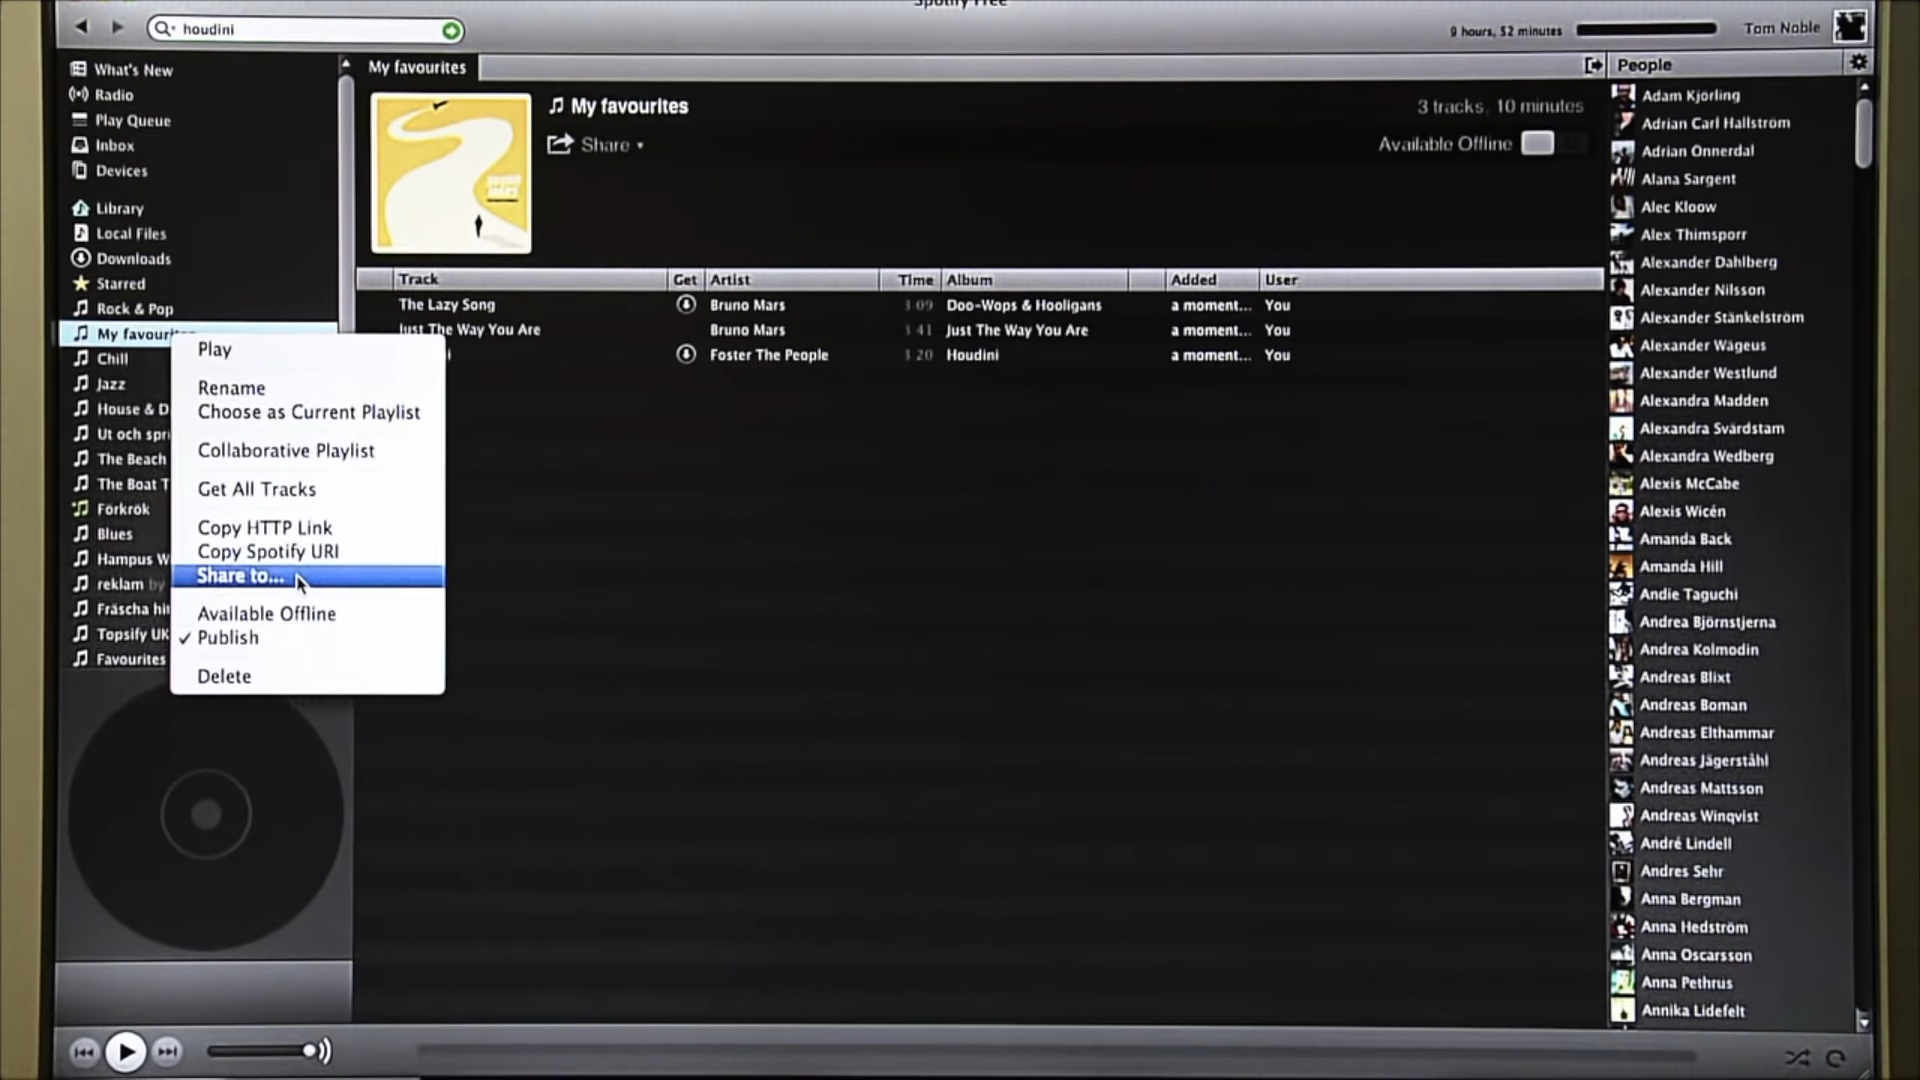 Spotify Free
houdini
9 hours, 52 minutes
Tom Noble
What's New
Radio
Play Queue
Inbox
Devices
Library
Local Files
Downloads
Starred
Rock & Pop
My favourites
Chill
Jazz
House & D
Ut och spri
The Beach
The Boat T
Förkrök
Blues
Hampus W
reklam by
Fräscha hi
Topsify UK
Favourites
Play
Rename
Choose as Current Playlist
Collaborative Playlist
Get All Tracks
Copy HTTP Link
Copy Spotify URI
Share to...
Available Offline
✓ Publish
Delete
My favourites
My favourites
3 tracks, 10 minutes
Share
Available Offline
Track Get Artist Time Album Added User
The Lazy Song Bruno Mars 3 09 Doo-Wops & Hooligans a moment... You
Just The Way You Are Bruno Mars 3 41 Just The Way You Are a moment... You
i Foster The People 3 20 Houdini a moment... You
People
Adam Kjörling
Adrian Carl Hallström
Adrian Önnerdal
Alana Sargent
Alec Kloow
Alex Thimsporr
Alexander Dahlberg
Alexander Nilsson
Alexander Stänkelström
Alexander Wägeus
Alexander Westlund
Alexandra Madden
Alexandra Svärdstam
Alexandra Wedberg
Alexis McCabe
Alexis Wicén
Amanda Back
Amanda Hill
Andie Taguchi
Andrea Björnstjerna
Andrea Kolmodin
Andreas Blixt
Andreas Boman
Andreas Elthammar
Andreas Jägerståhl
Andreas Mattsson
Andreas Winqvist
André Lindell
Andres Sehr
Anna Bergman
Anna Hedström
Anna Oscarsson
Anna Pethrus
Annika Lidefelt